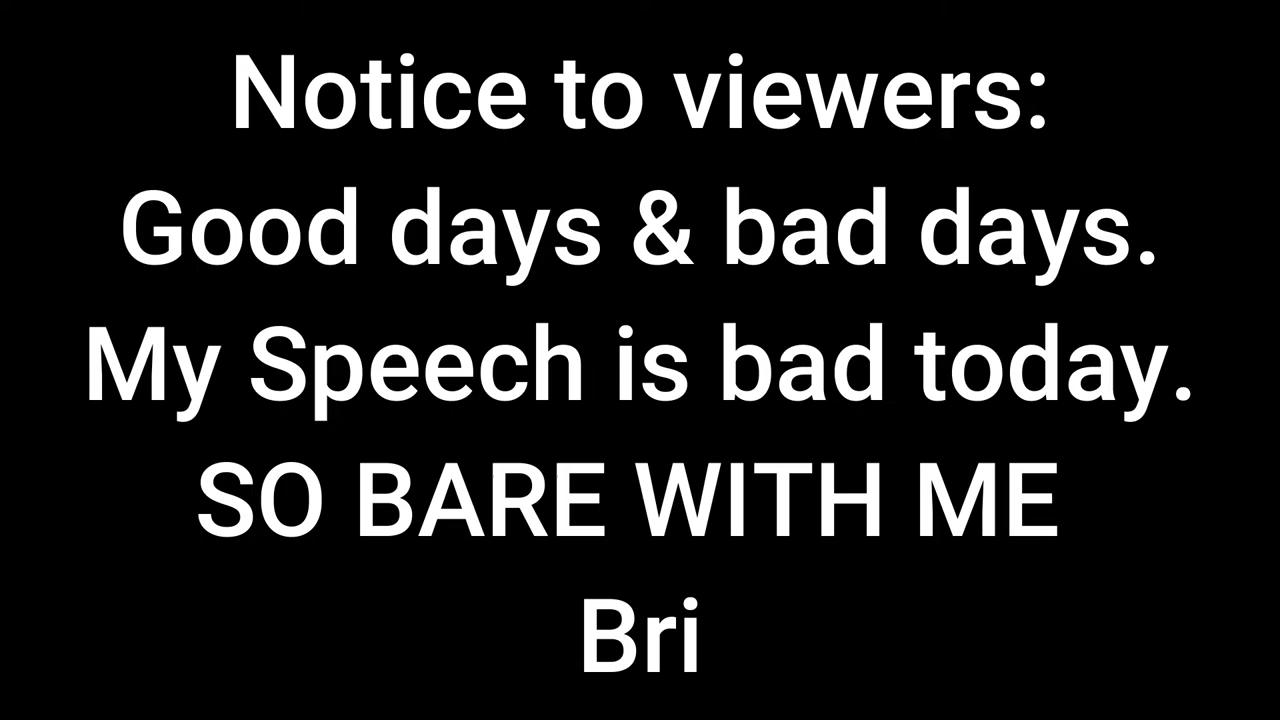 Notice to viewers:
Good days & bad days.
My Speech is bad today.
SO BARE WITH ME
Bri